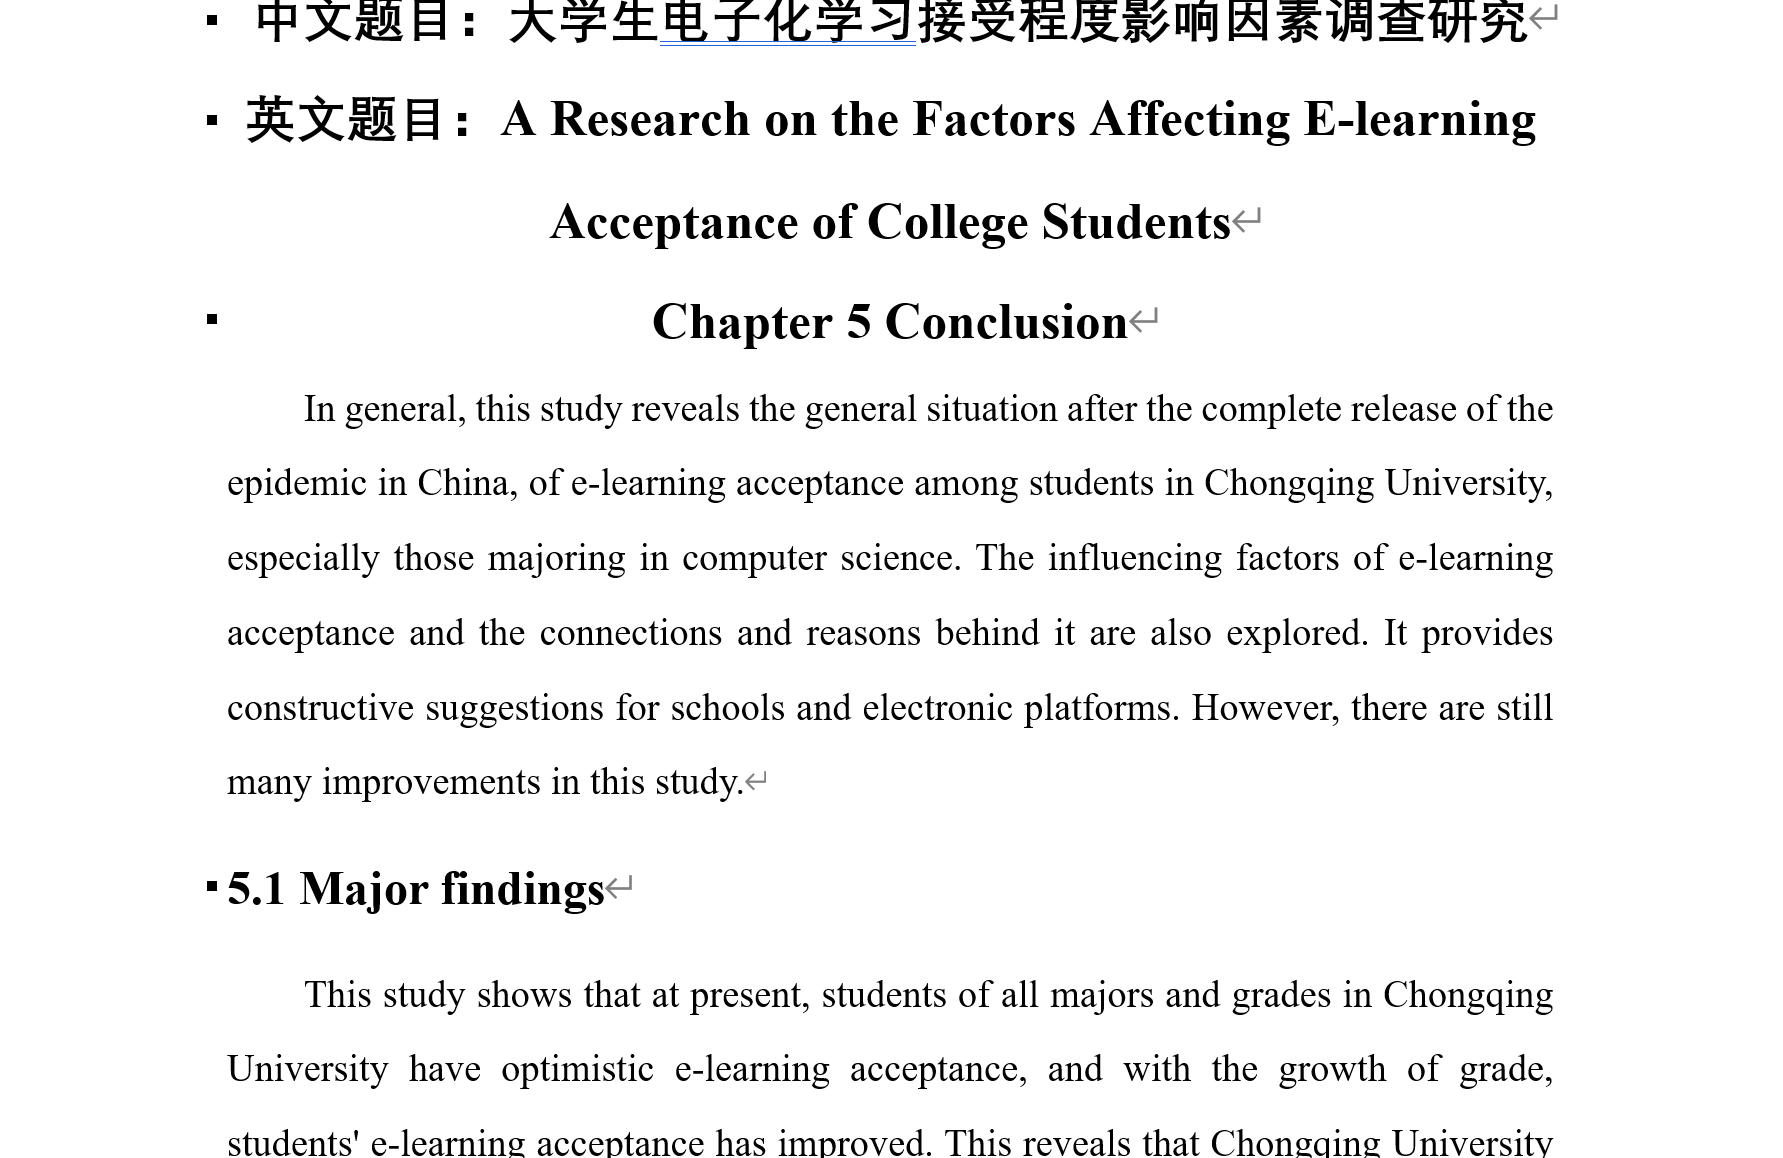 中文题目：大学生电子化学习接受程度影响因素调查研究
英文题目：A Research on the Factors Affecting E-learning
Acceptance of College Students
Chapter 5 Conclusion
In general, this study reveals the general situation after the complete release of the
epidemic in China, of e-learning acceptance among students in Chongqing University,
especially those majoring in computer science. The influencing factors of e-learning
acceptance and the connections and reasons behind it are also explored. It provides
constructive suggestions for schools and electronic platforms. However, there are still
many improvements in this study.
5.1 Major findings
This study shows that at present, students of all majors and grades in Chongqing
University have optimistic e-learning acceptance, and with the growth of grade,
students' e-learning acceptance has improved. This reveals that Chongqing University